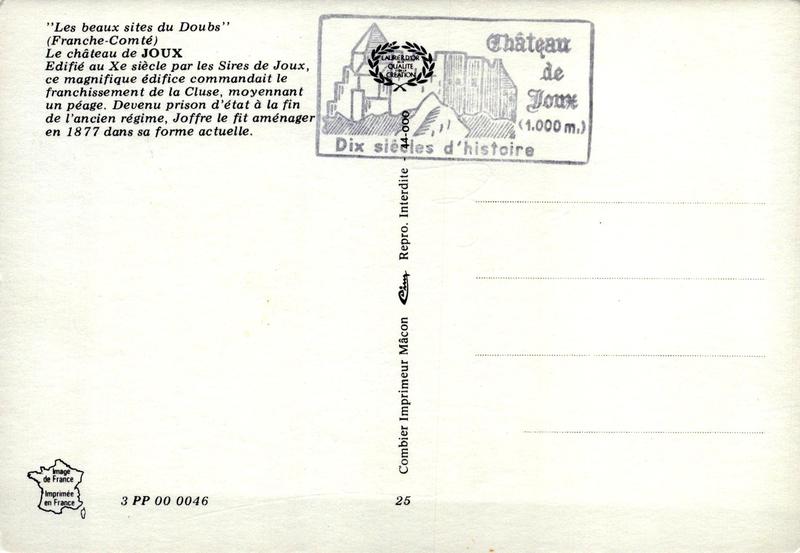 "Les beaux sites du Doubs"
(Franche-Comté)
Le château de JOUX
Edifié au Xe siècle par les Sires de Joux,
ce magnifique édifice commandait le
franchissement de la Cluse, moyennant
un péage. Devenu prison d'état à la fin
de l'ancien régime, Joffre le fit aménager
en 1877 dans sa forme actuelle.
LAURIER D'OR
QUALITE
CRÉATION
Château
de
Joux
(1.000 m.)
Dix siècles d'histoire
Combier Imprimeur Mâcon Cim Repro. Interdite - 44-000
Image
de France
Imprimée
en France
3 PP 00 0046
25